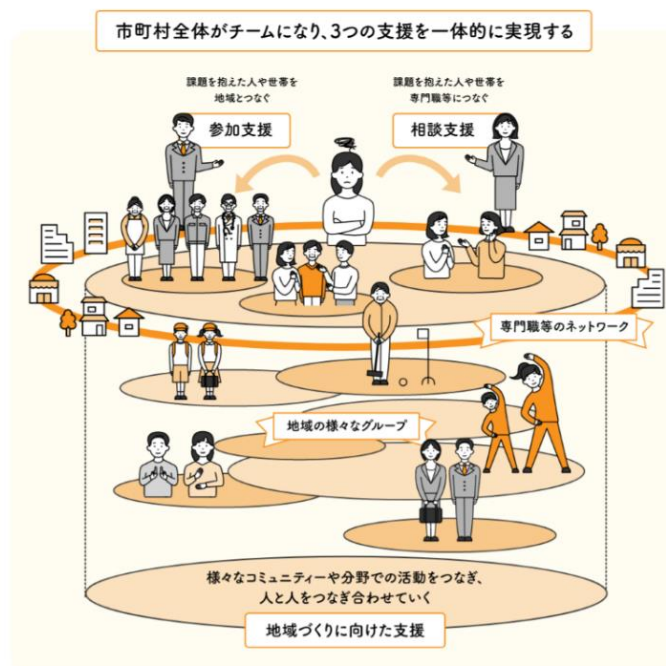 市町村全体がチームになり、3つの支援を一体的に実現する
課題を抱えた人や世帯を
地域とつなぐ
参加支援
課題を抱えた人や世帯を
専門職等につなぐ
相談支援
専門職等のネットワーク
地域の様々なグループ
様々なコミュニティーや分野での活動をつなぎ、
人と人をつなぎ合わせていく
地域づくりに向けた支援